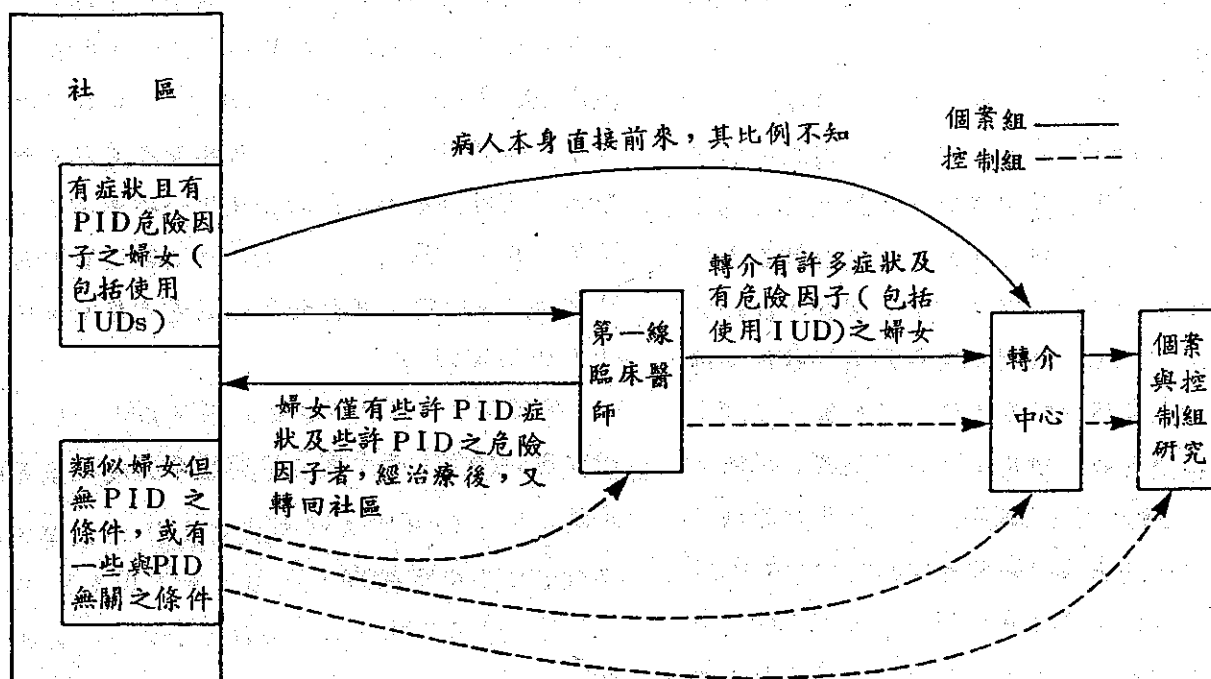 社 區
有症狀且有
PID危險因
子之婦女(
包括使用
IUDs)
類似婦女但
無PID 之
條件,或有
一些與PID
無關之條件
病人本身直接前來,其比例不知
個案組
控制組
婦女僅有些許PID症
狀及些許PID之危險
因子者,經治療後,又
轉回社區
第一線
臨床醫
師
轉介有許多症狀及
有危險因子(包括
使用IUD)之婦女
轉介
中心
個案
與控
制組
研究